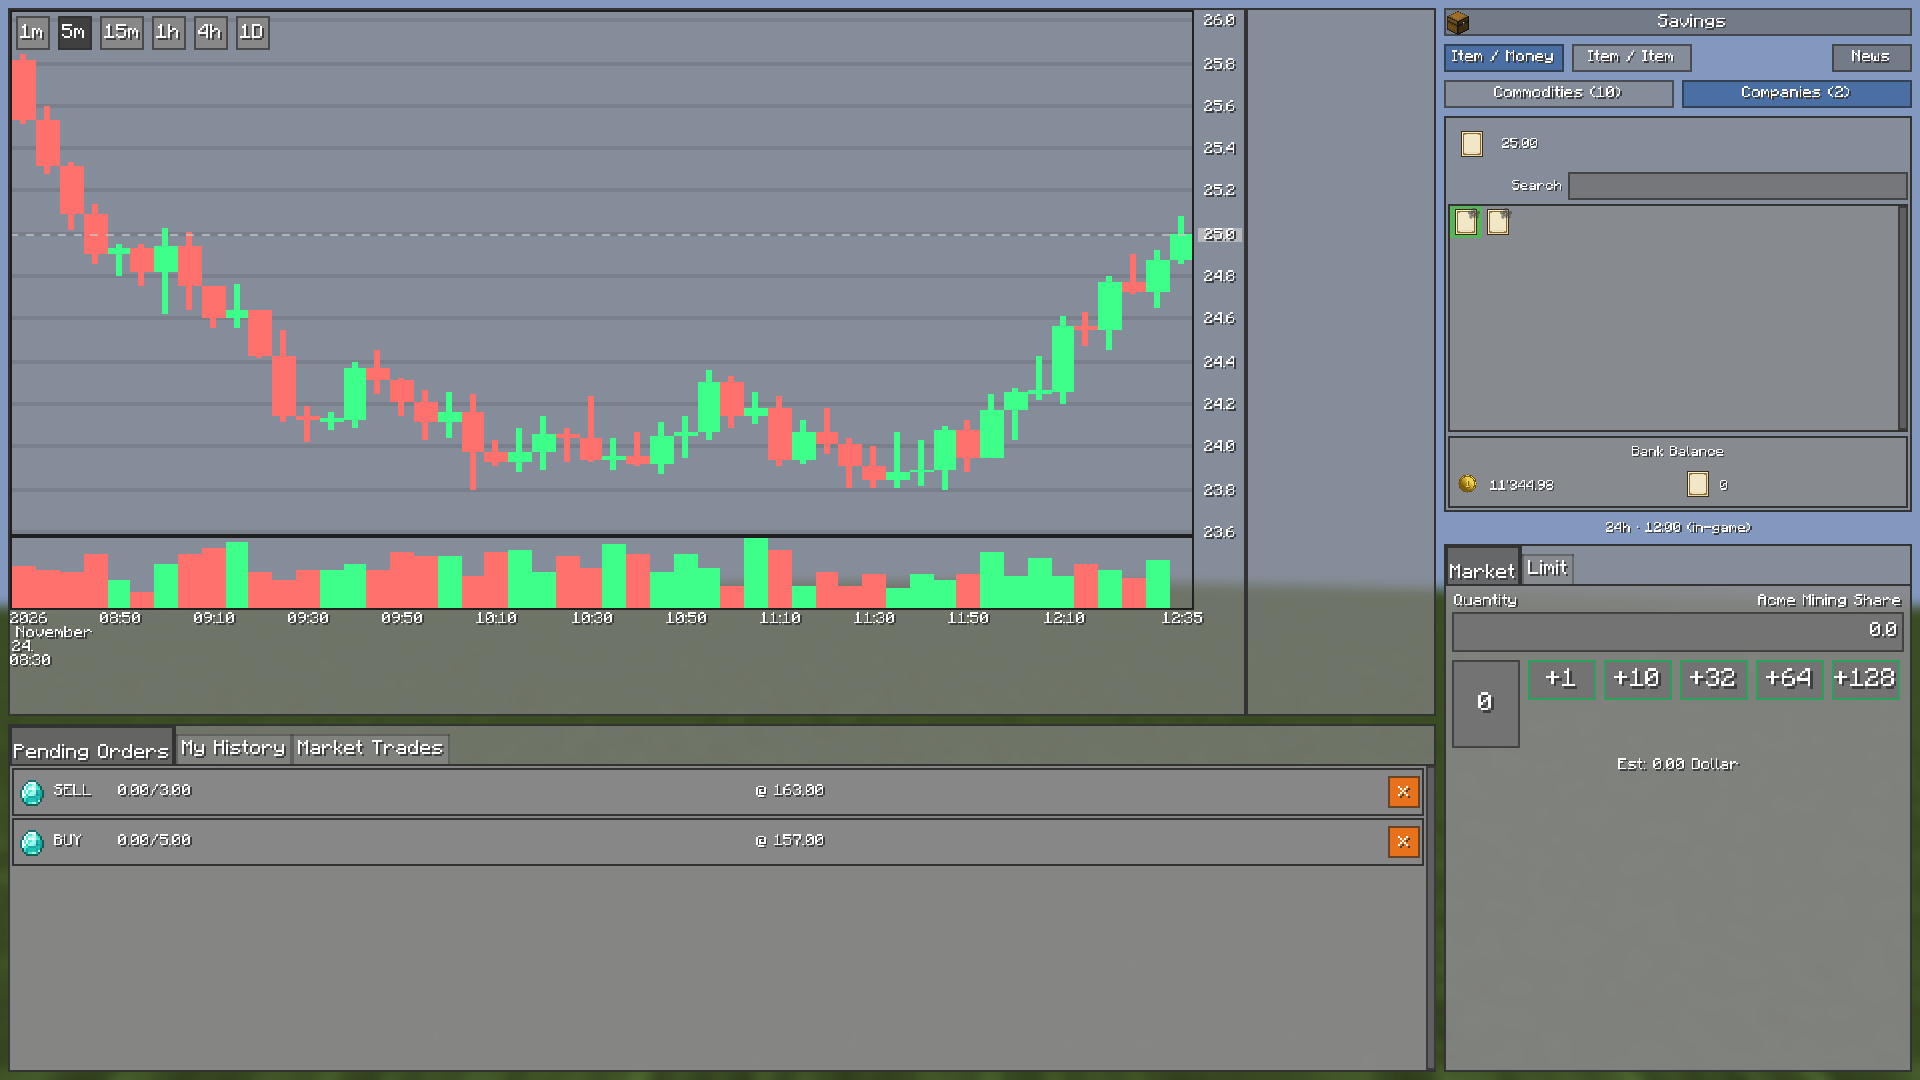 1m 5m 15m 1h 4h 1D
26.0
25.8
25.6
25.4
25.2
25.0
24.8
24.6
24.4
24.2
24.0
23.8
23.6
2026 08:50 09:10 09:30 09:50 10:10 10:30 10:50 11:10 11:30 11:50 12:10 12:35
November
24.
08:30
Pending Orders My History Market Trades
SELL 0.00/3.00 @ 163.00 ×
BUY 0.00/5.00 @ 157.00 ×
Savings
Item / Money Item / Item News
Commodities (10) Companies (2)
25.00
Search
Bank Balance
11'344.98 0
24h · 12:00 (in-game)
Market Limit
Quantity Acme Mining Share
0.0
0 +1 +10 +32 +64 +128
Est: 0.00 Dollar